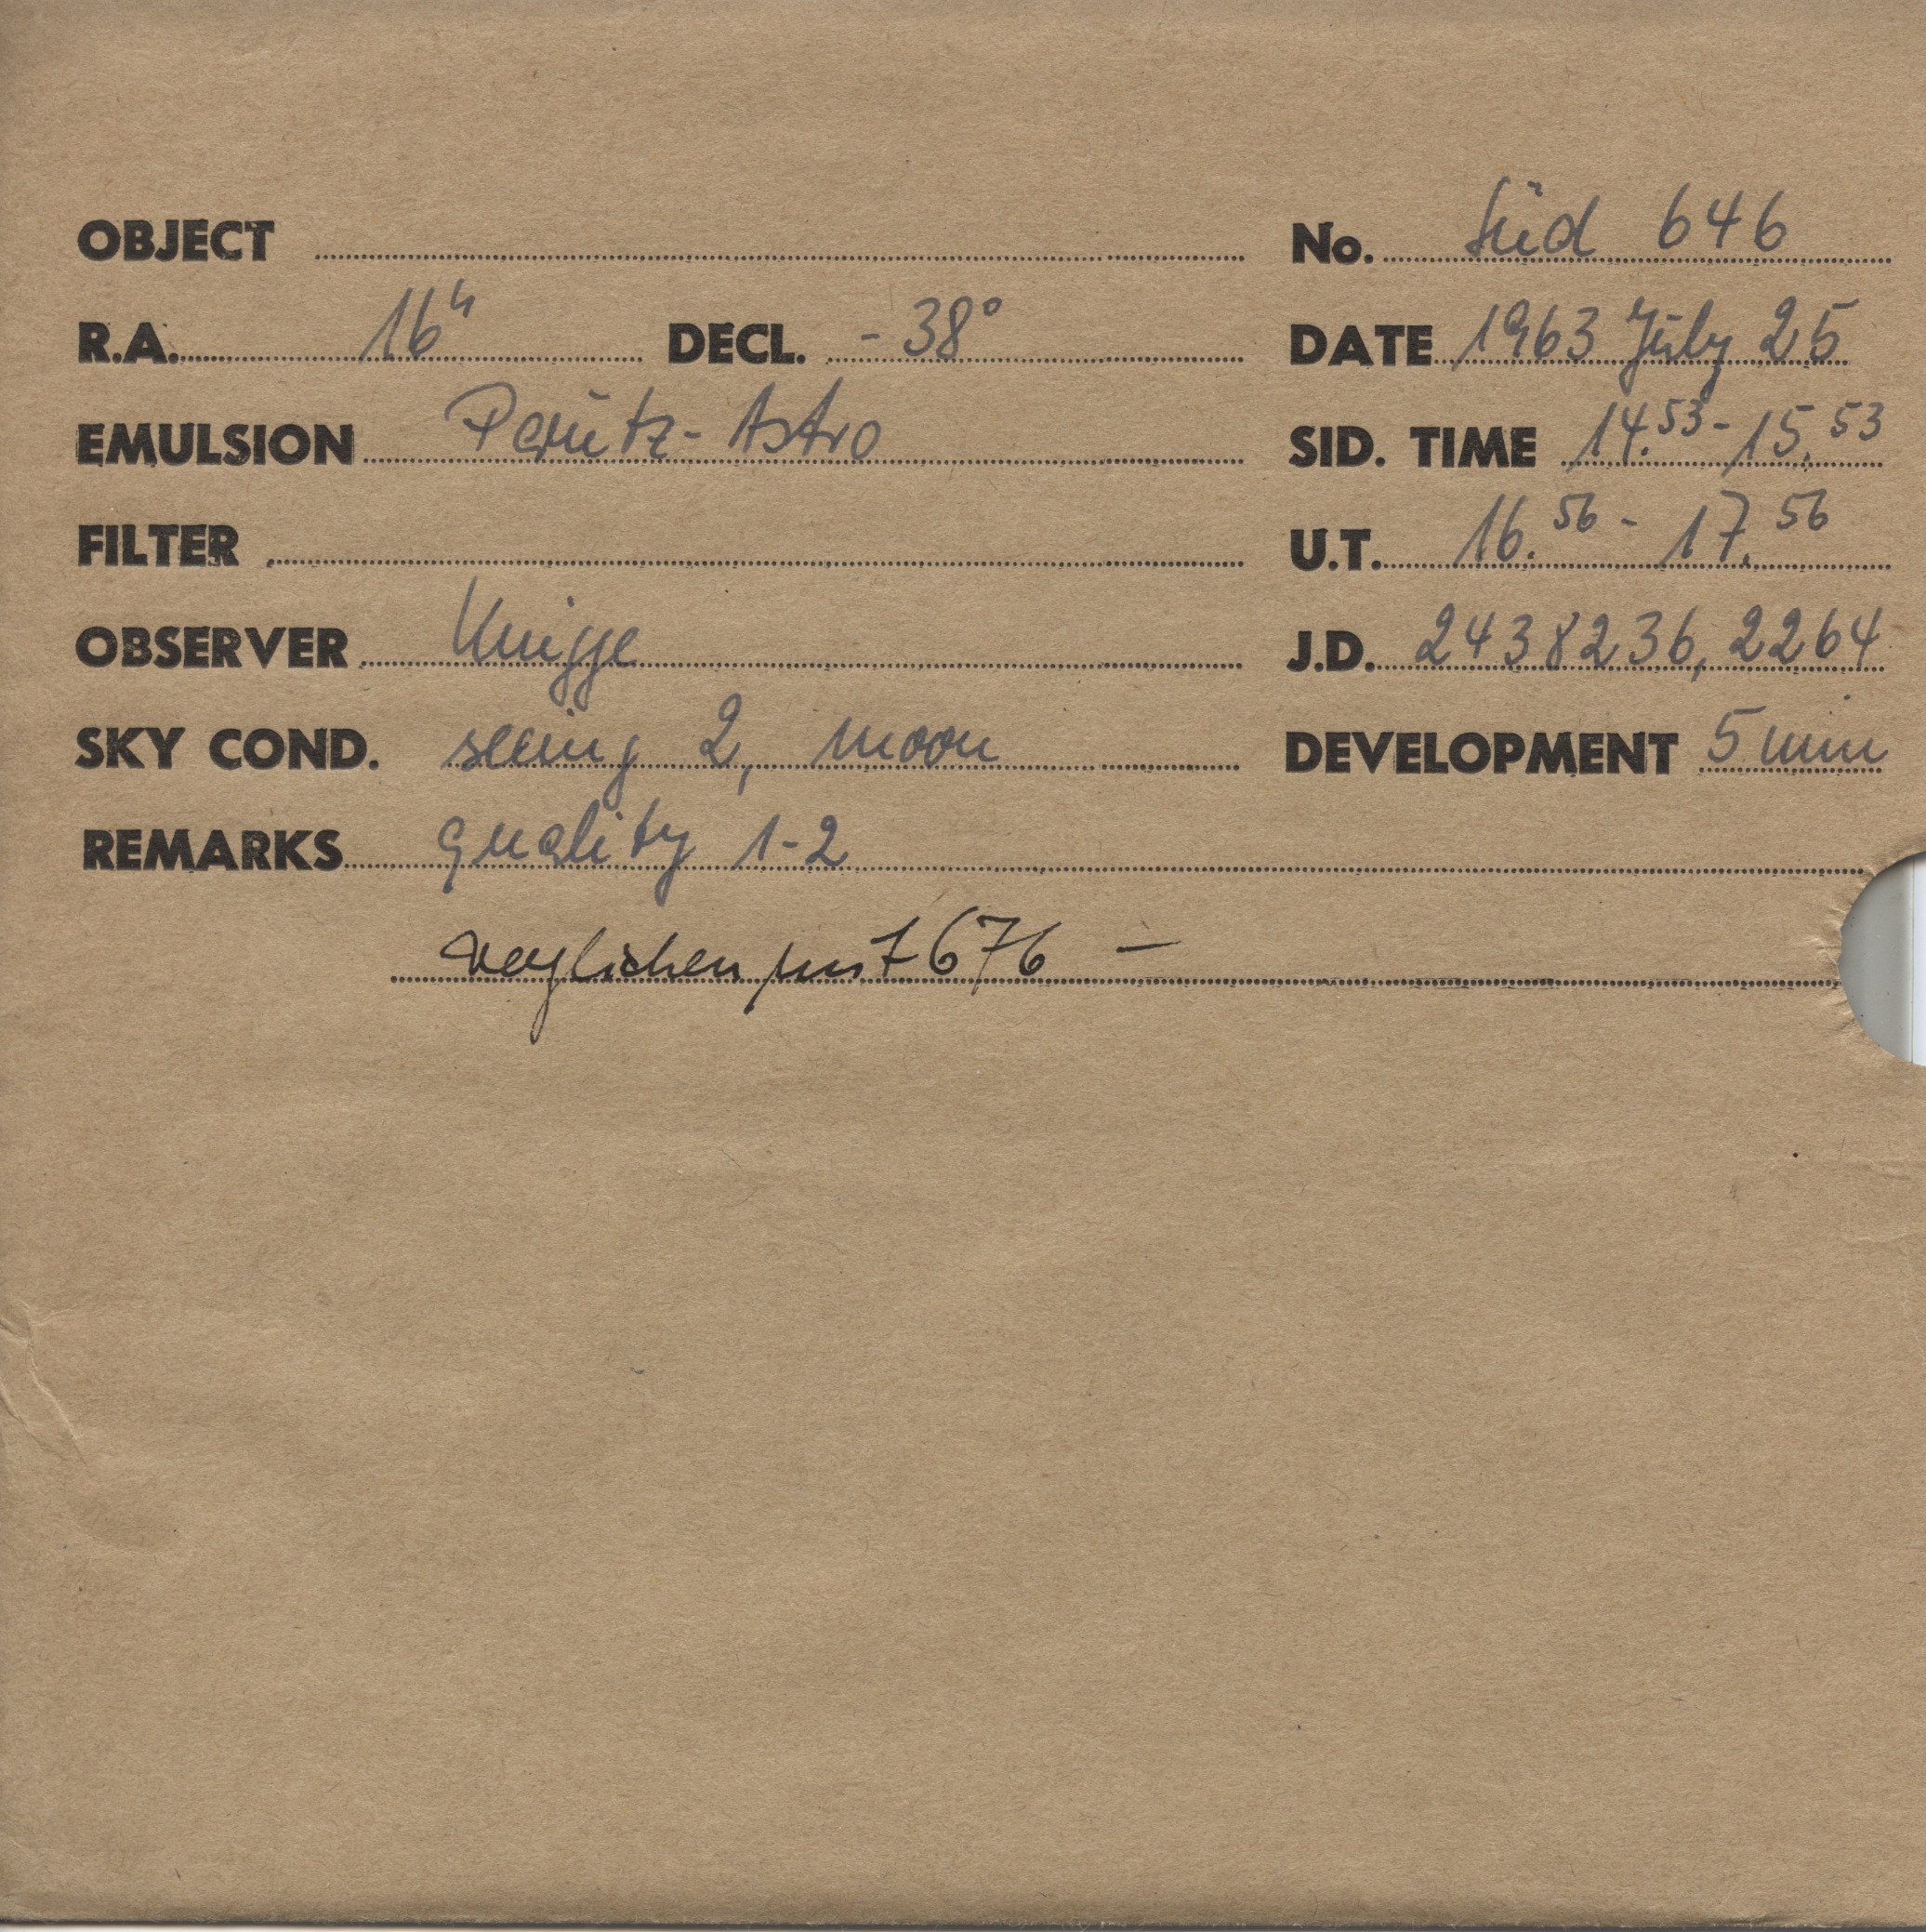 OBJECT No. Süd 646
R.A. 16h DECL. - 38° DATE 1963 July 25
EMULSION Perutz-Astro SID. TIME 14.53 - 15.53
FILTER U.T. 16.56 - 17.56
OBSERVER Knigge J.D. 2438236,2264
SKY COND. seeing 2, moon DEVELOPMENT 5 min
REMARKS quality 1-2
verglichen mit 676 —